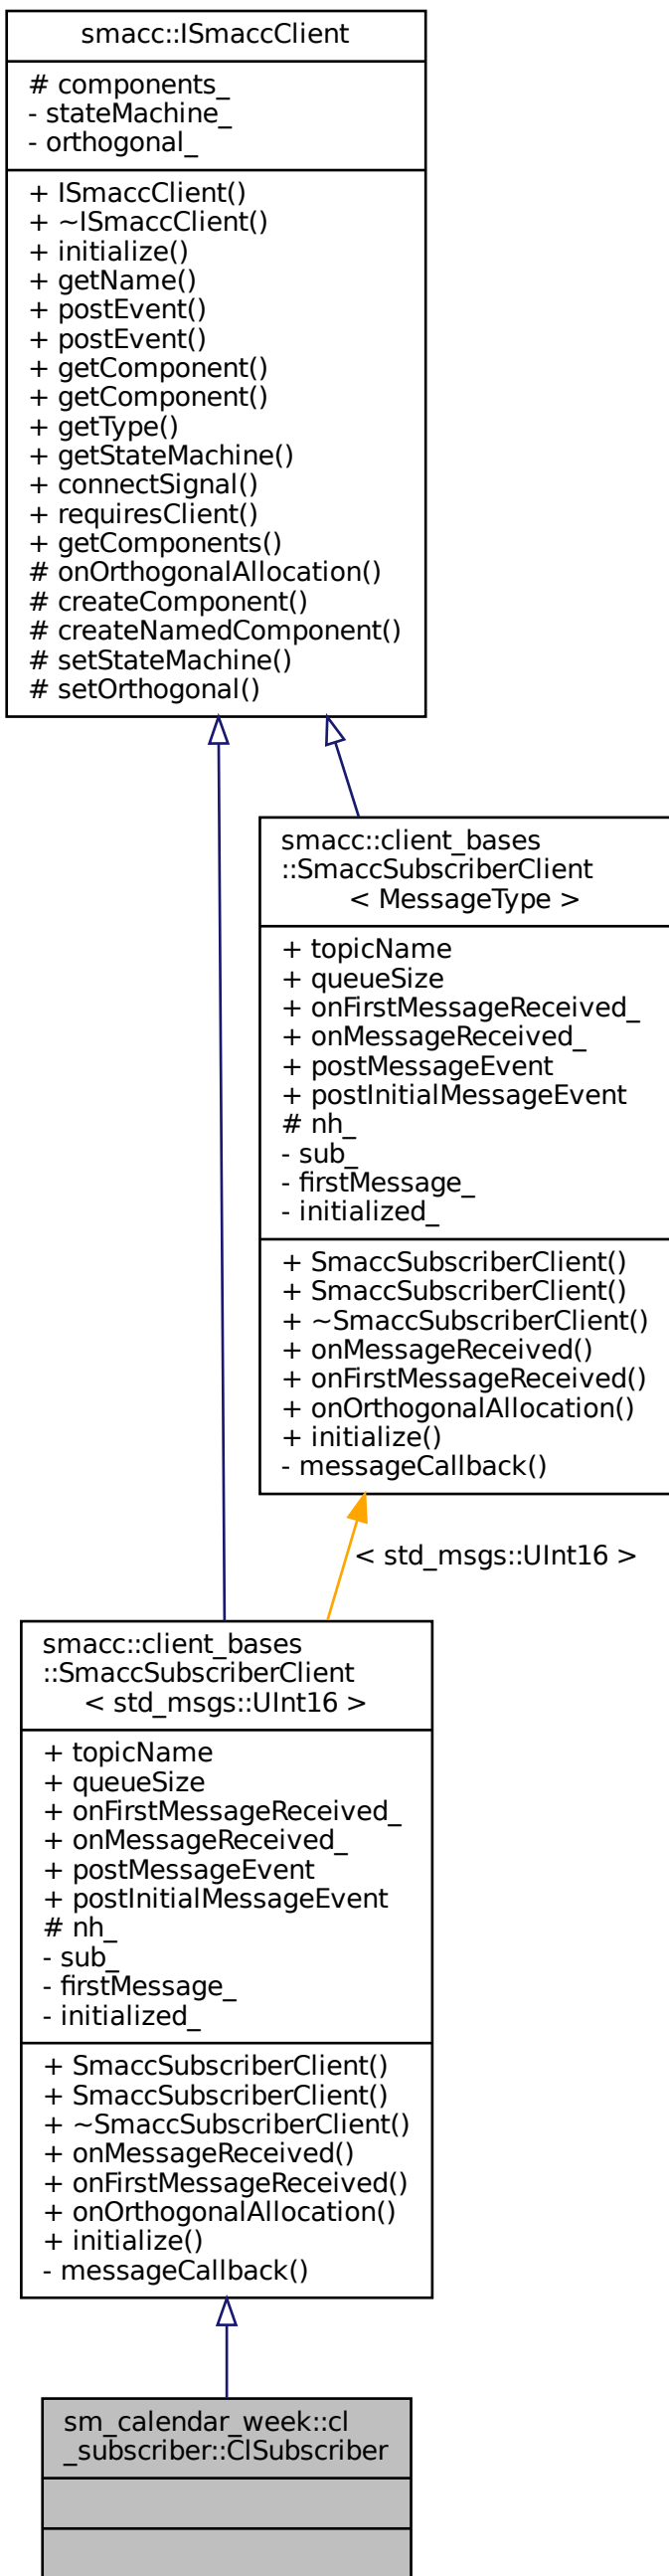 smacc::ISmaccClient
# components_
- stateMachine_
- orthogonal_
+ ISmaccClient()
+ ~ISmaccClient()
+ initialize()
+ getName()
+ postEvent()
+ postEvent()
+ getComponent()
+ getComponent()
+ getType()
+ getStateMachine()
+ connectSignal()
+ requiresClient()
+ getComponents()
# onOrthogonalAllocation()
# createComponent()
# createNamedComponent()
# setStateMachine()
# setOrthogonal()
smacc::client_bases
::SmaccSubscriberClient
< MessageType >
+ topicName
+ queueSize
+ onFirstMessageReceived_
+ onMessageReceived_
+ postMessageEvent
+ postInitialMessageEvent
# nh_
- sub_
- firstMessage_
- initialized_
+ SmaccSubscriberClient()
+ SmaccSubscriberClient()
+ ~SmaccSubscriberClient()
+ onMessageReceived()
+ onFirstMessageReceived()
+ onOrthogonalAllocation()
+ initialize()
- messageCallback()
< std_msgs::UInt16 >
smacc::client_bases
::SmaccSubscriberClient
< std_msgs::UInt16 >
+ topicName
+ queueSize
+ onFirstMessageReceived_
+ onMessageReceived_
+ postMessageEvent
+ postInitialMessageEvent
# nh_
- sub_
- firstMessage_
- initialized_
+ SmaccSubscriberClient()
+ SmaccSubscriberClient()
+ ~SmaccSubscriberClient()
+ onMessageReceived()
+ onFirstMessageReceived()
+ onOrthogonalAllocation()
+ initialize()
- messageCallback()
sm_calendar_week::cl
_subscriber::ClSubscriber